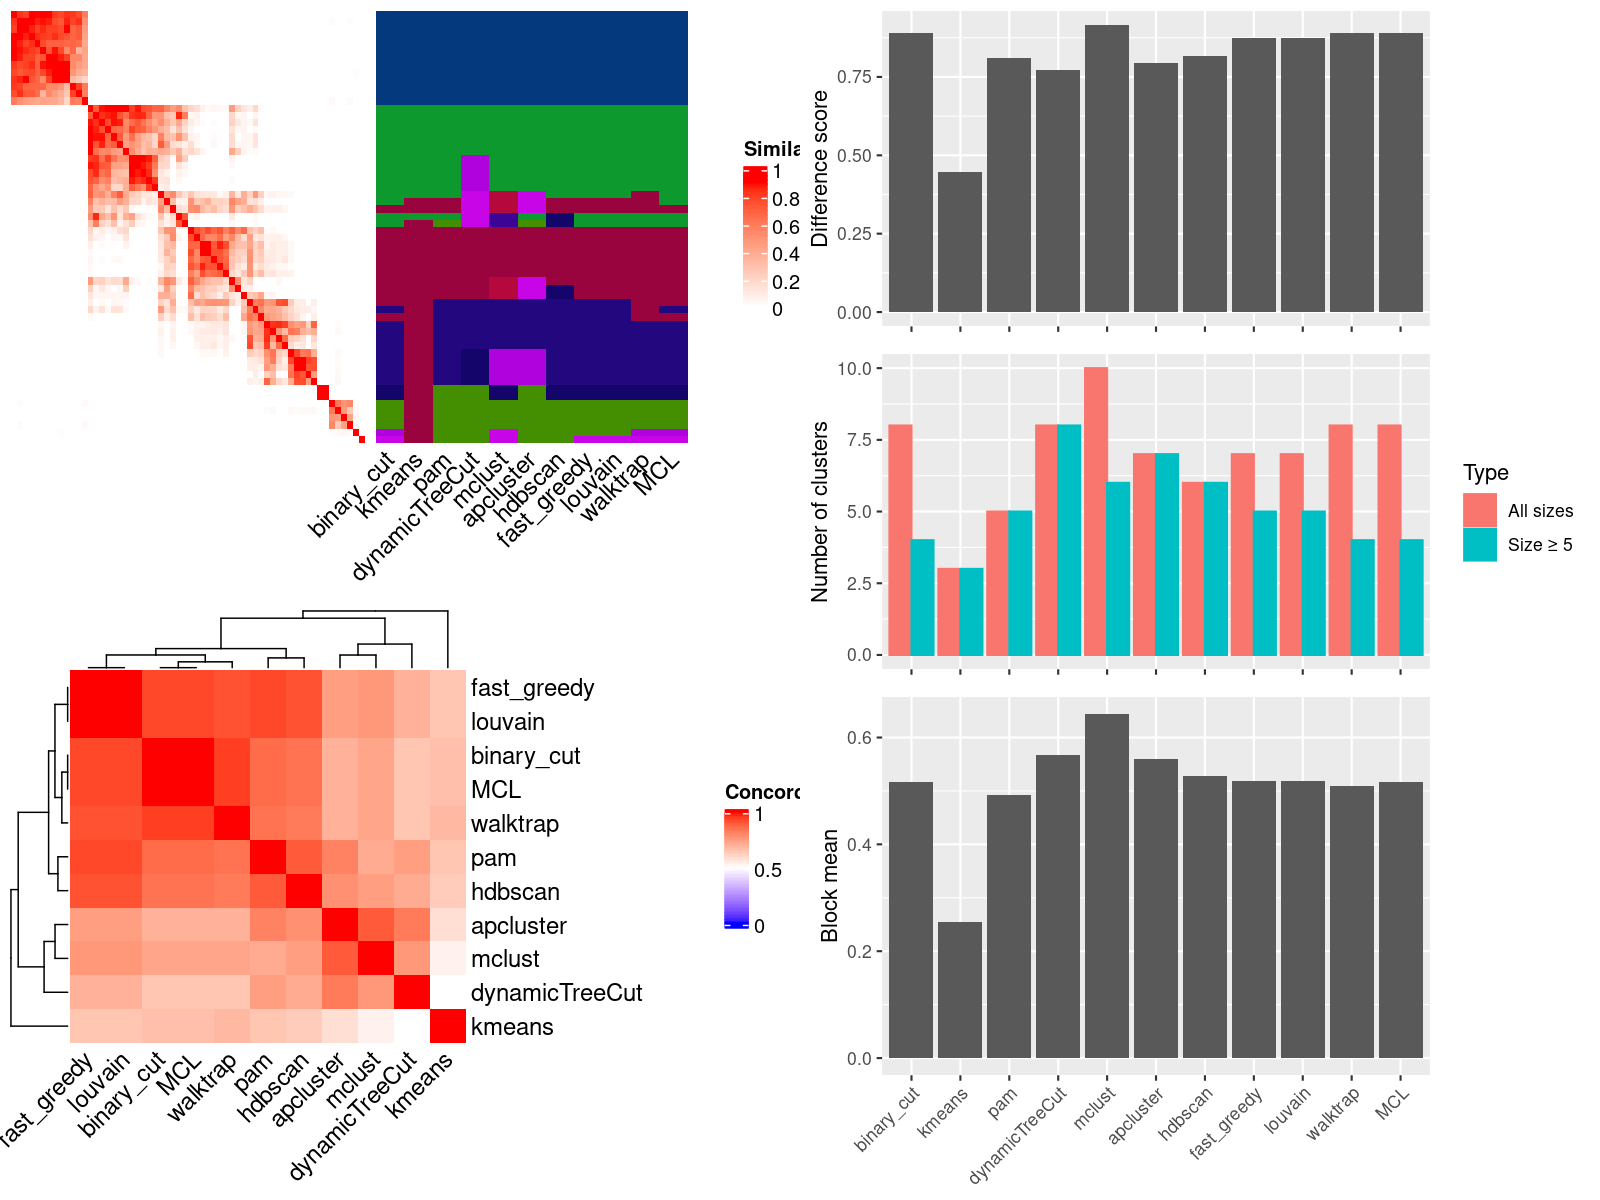 Simila
1
0.8
0.6
0.4
0.2
0
binary_cut
kmeans
pam
dynamicTreeCut
mclust
apcluster
hdbscan
fast_greedy
louvain
walktrap
MCL
fast_greedy
louvain
binary_cut
MCL
walktrap
pam
hdbscan
apcluster
mclust
dynamicTreeCut
kmeans
Concord
1
0.5
0
fast_greedy
louvain
binary_cut
MCL
walktrap
pam
hdbscan
apcluster
mclust
dynamicTreeCut
kmeans
Difference score
0.75
0.50
0.25
0.00
Number of clusters
10.0
7.5
5.0
2.5
0.0
Type
All sizes
Size ≥ 5
Block mean
0.6
0.4
0.2
0.0
binary_cut
kmeans
pam
dynamicTreeCut
mclust
apcluster
hdbscan
fast_greedy
louvain
walktrap
MCL